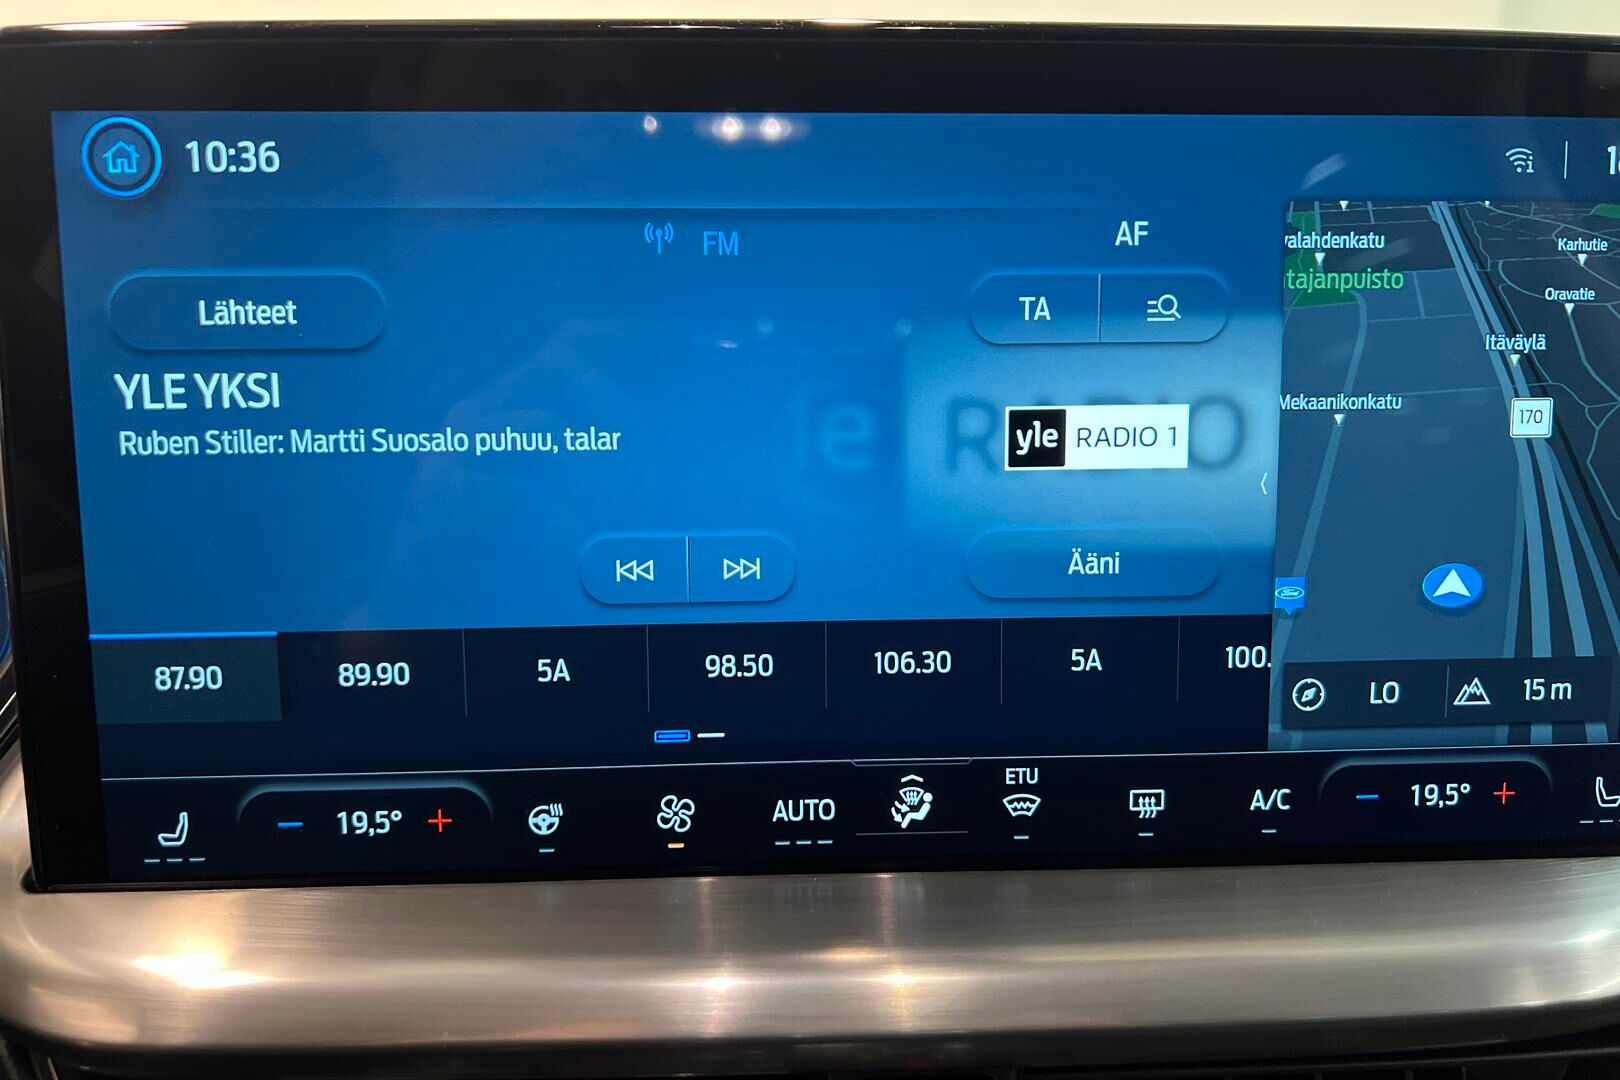 10:36
FM
AF
Lähteet
TA
YLE YKSI
Ruben Stiller: Martti Suosalo puhuu, talar
yle RADIO 1
Ääni
87.90
89.90
5A
98.50
106.30
5A
100.
alahdenkatu
tajanpuisto
Karhutie
Oravatie
Itäväylä
Mekaanikonkatu
170
Ford
LO
15 m
19,5°
AUTO
ETU
A/C
19,5°